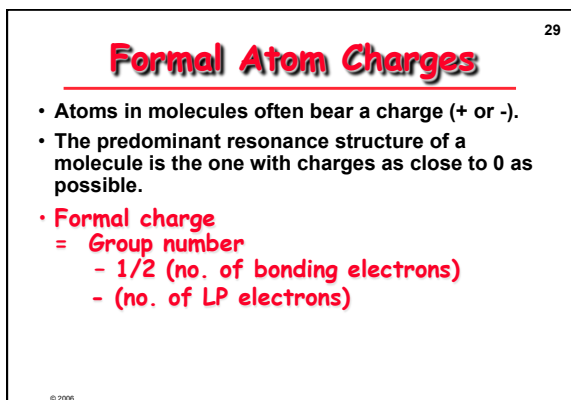 29
Formal Atom Charges
• Atoms in molecules often bear a charge (+ or -).
• The predominant resonance structure of a
molecule is the one with charges as close to 0 as
possible.
• Formal charge
= Group number
- 1/2 (no. of bonding electrons)
- (no. of LP electrons)
© 2006